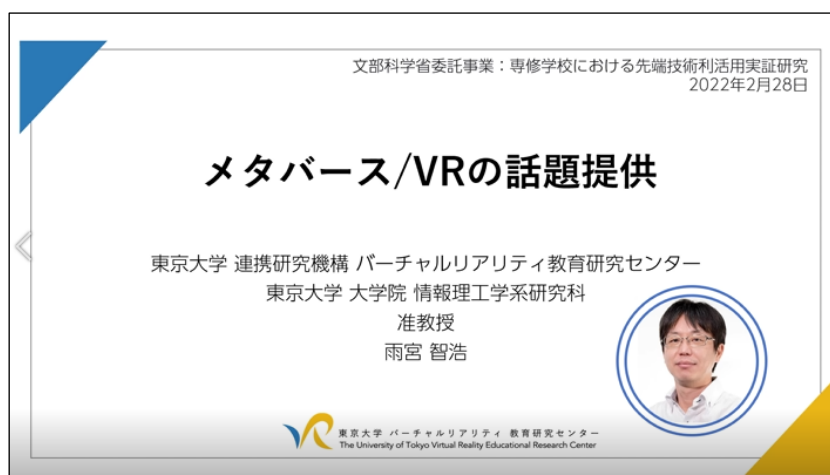 文部科学省委託事業：専修学校における先端技術利活用実証研究
2022年2月28日
メタバース/VRの話題提供
東京大学 連携研究機構 バーチャルリアリティ教育研究センター
東京大学 大学院 情報理工学系研究科
准教授
雨宮 智浩
東京大学 バーチャルリアリティ 教育研究センター
The University of Tokyo Virtual Reality Educational Research Center